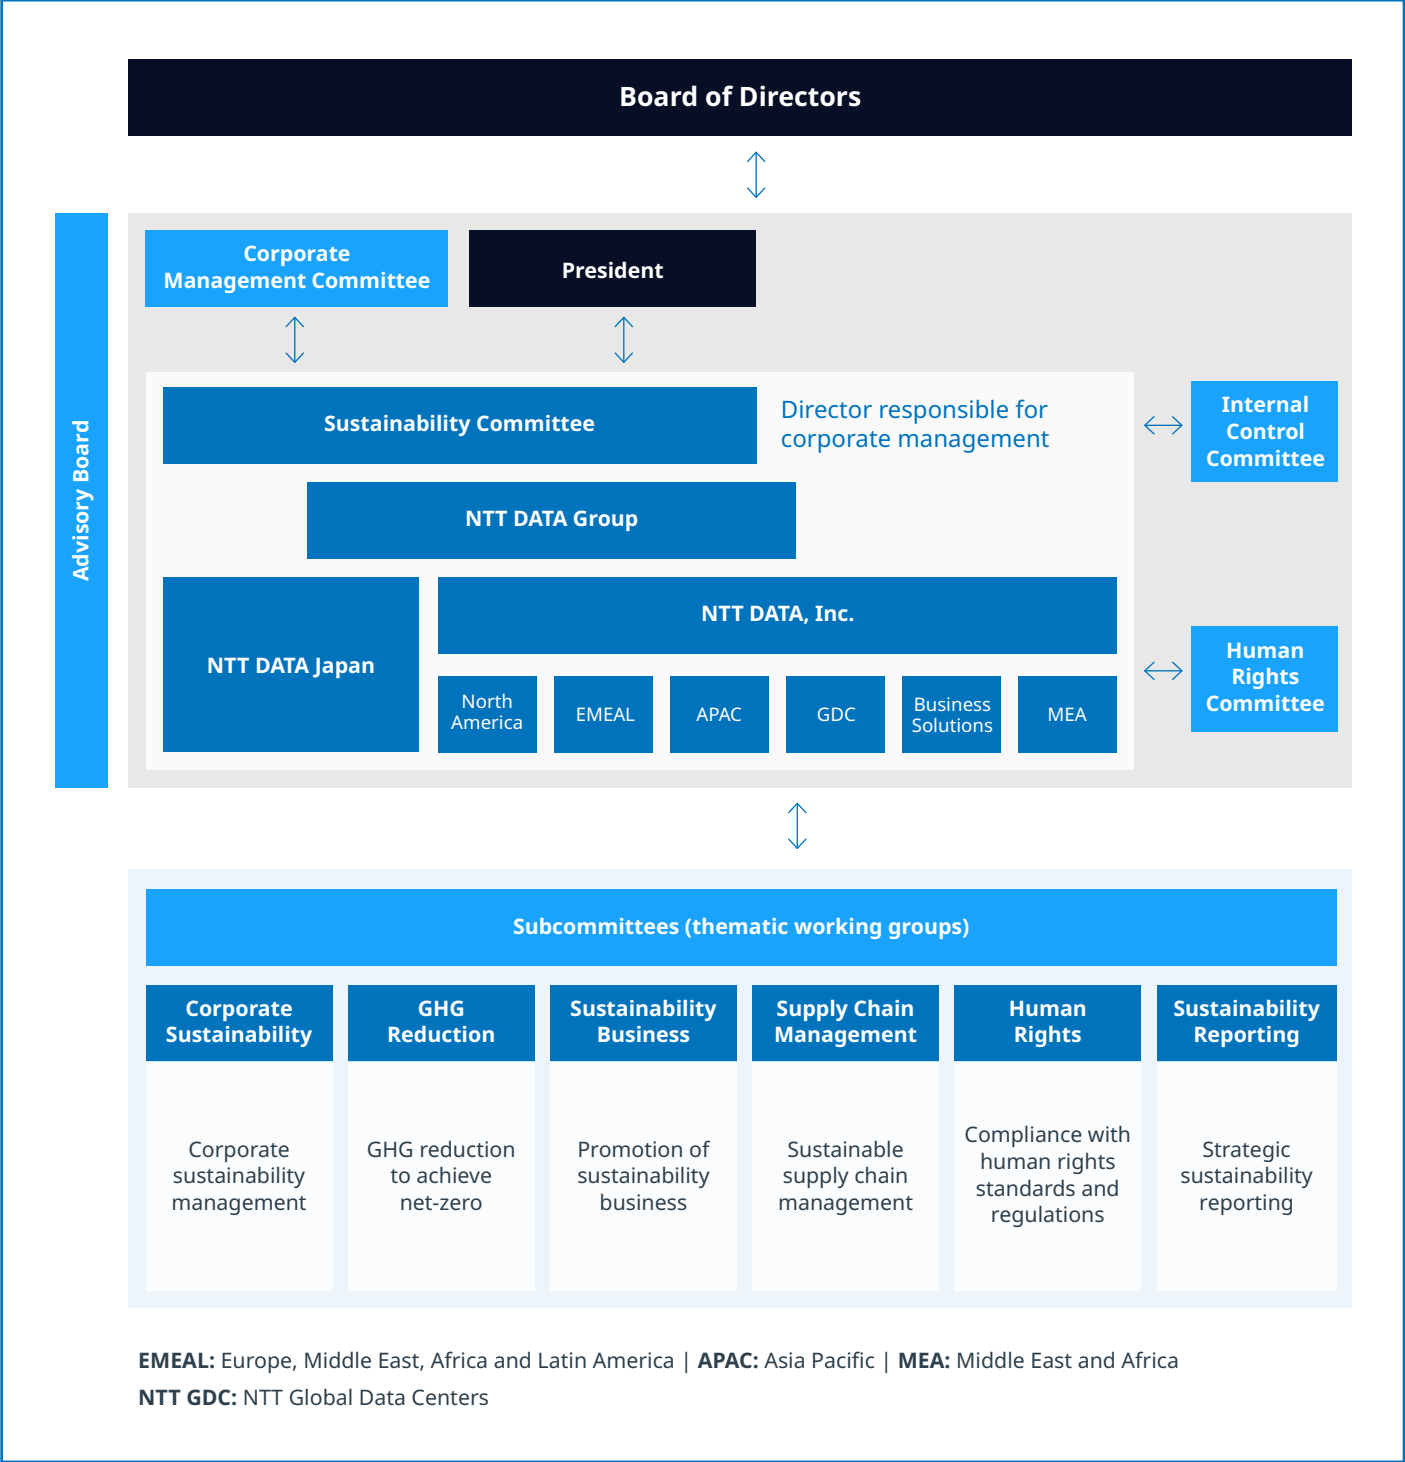 Board of Directors
Advisory Board
Corporate
Management Committee
President
Sustainability Committee
Director responsible for
corporate management
Internal
Control
Committee
NTT DATA Group
NTT DATA Japan
NTT DATA, Inc.
Human
Rights
Committee
North
America
EMEAL
APAC
GDC
Business
Solutions
MEA
Subcommittees (thematic working groups)
Corporate
Sustainability
GHG
Reduction
Sustainability
Business
Supply Chain
Management
Human
Rights
Sustainability
Reporting
Corporate
sustainability
management
GHG reduction
to achieve
net-zero
Promotion of
sustainability
business
Sustainable
supply chain
management
Compliance with
human rights
standards and
regulations
Strategic
sustainability
reporting
EMEAL: Europe, Middle East, Africa and Latin America | APAC: Asia Pacific | MEA: Middle East and Africa
NTT GDC: NTT Global Data Centers